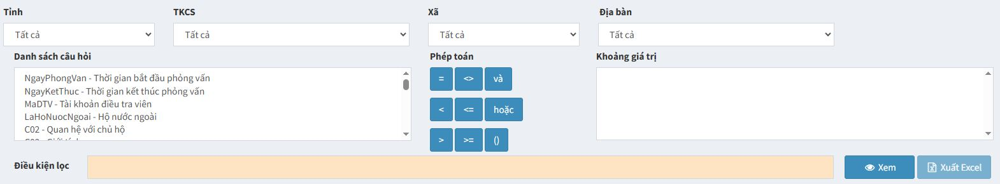 Tỉnh TKCS Xã Địa bàn
Tất cả Tất cả Tất cả Tất cả
Danh sách câu hỏi Phép toán Khoảng giá trị
NgayPhongVan - Thời gian bắt đầu phỏng vấn
NgayKetThuc - Thời gian kết thúc phỏng vấn
MaDTV - Tài khoản điều tra viên
LaHoNuocNgoai - Hộ nước ngoài
C02 - Quan hệ với chủ hộ
= <> và
< <= hoặc
> >= ()
Điều kiện lọc Xem Xuất Excel